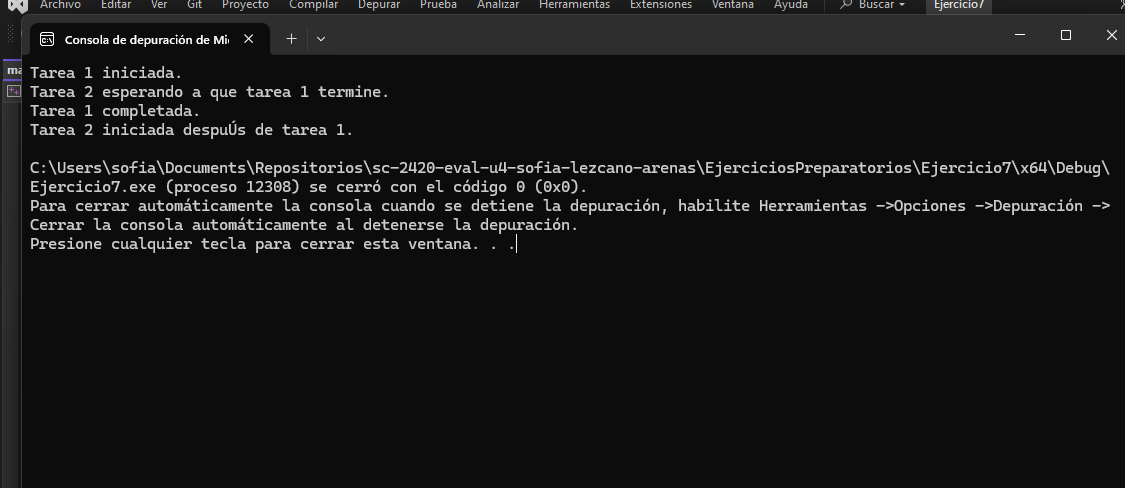 Archivo Editar Ver Git Proyecto Compilar Depurar Prueba Analizar Herramientas Extensiones Ventana Ayuda Buscar Ejercicio7
Consola de depuración de Mi
ma
Tarea 1 iniciada.
Tarea 2 esperando a que tarea 1 termine.
Tarea 1 completada.
Tarea 2 iniciada despuÚs de tarea 1.
C:\Users\sofia\Documents\Repositorios\sc-2420-eval-u4-sofia-lezcano-arenas\EjerciciosPreparatorios\Ejercicio7\x64\Debug\
Ejercicio7.exe (proceso 12308) se cerró con el código 0 (0x0).
Para cerrar automáticamente la consola cuando se detiene la depuración, habilite Herramientas ->Opciones ->Depuración ->
Cerrar la consola automáticamente al detenerse la depuración.
Presione cualquier tecla para cerrar esta ventana. . .